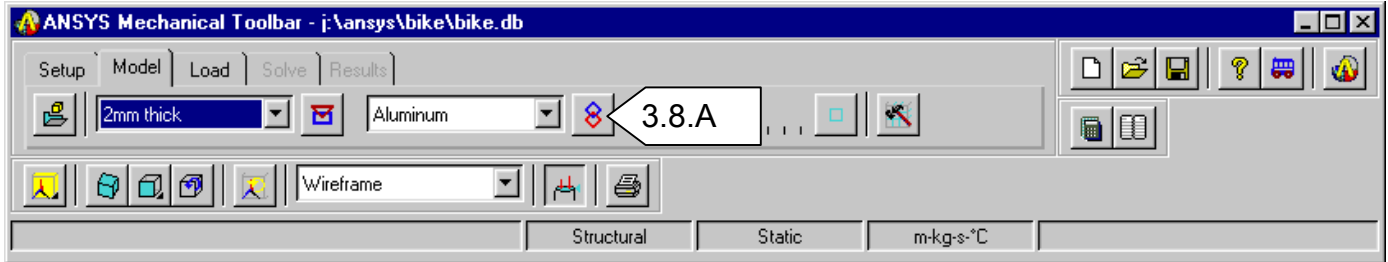 ANSYS Mechanical Toolbar - j:\ansys\bike\bike.db
Setup Model Load Solve Results
2mm thick Aluminum 3.8.A
Wireframe
Structural Static m-kg-s-°C